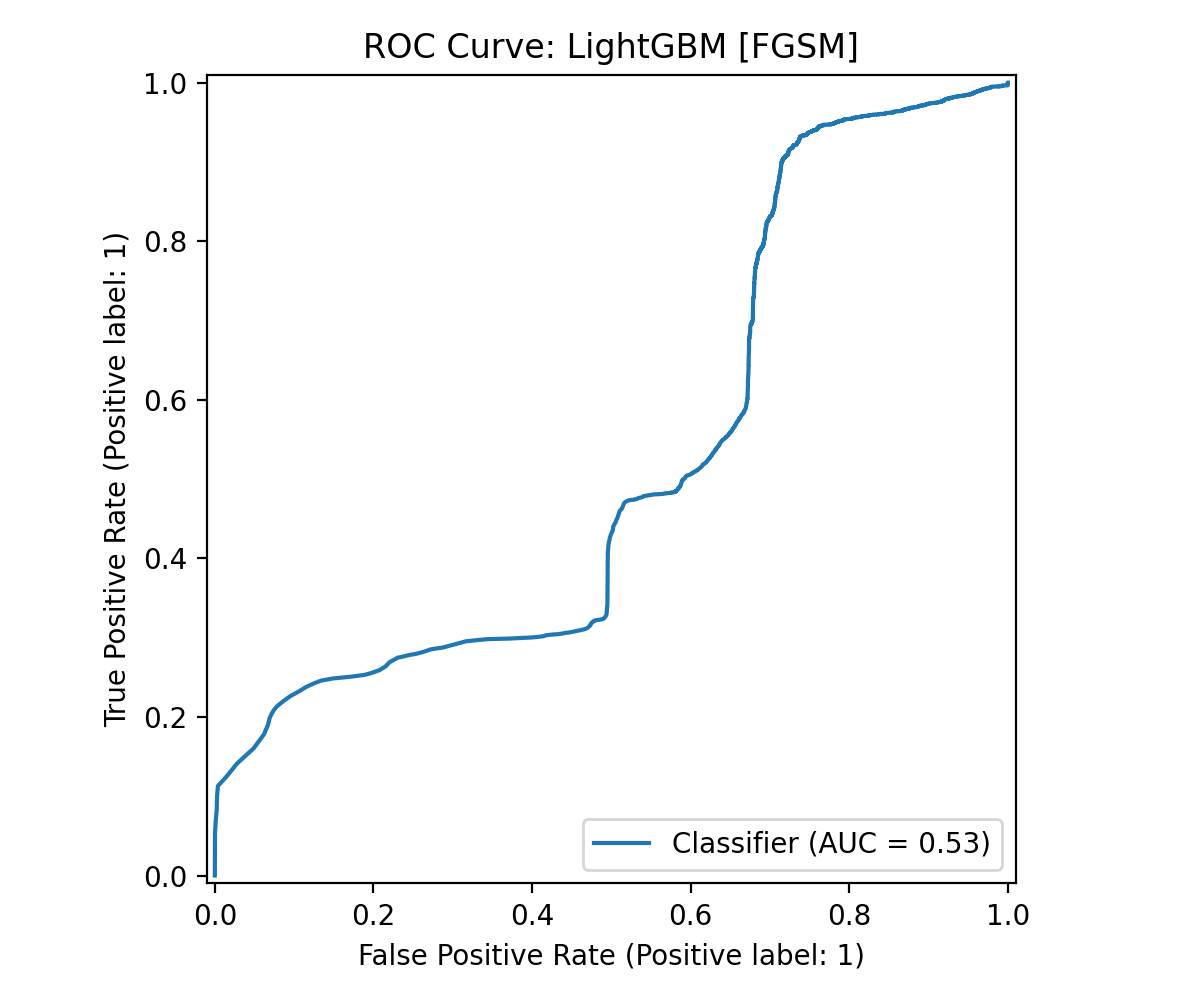 ROC Curve: LightGBM [FGSM]
1.0
0.8
0.6
0.4
0.2
0.0
True Positive Rate (Positive label: 1)
Classifier (AUC = 0.53)
0.0 0.2 0.4 0.6 0.8 1.0
False Positive Rate (Positive label: 1)